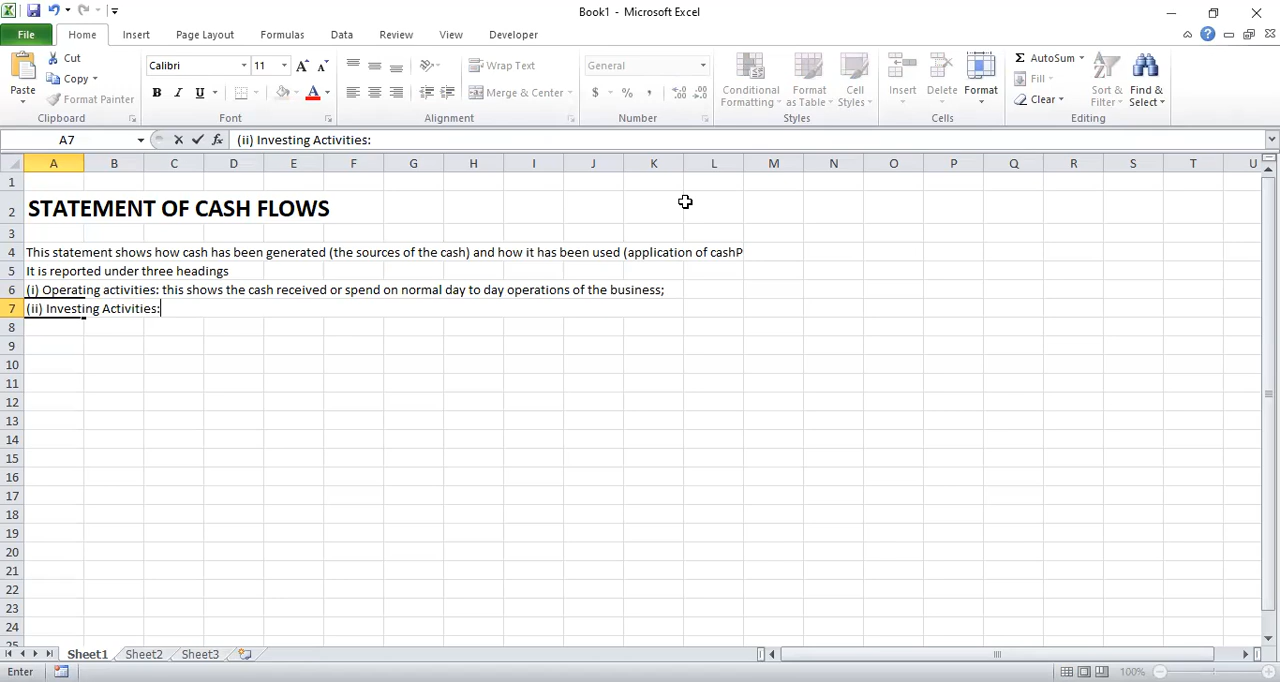 Book1 - Microsoft Excel
File Home Insert Page Layout Formulas Data Review View Developer
Paste
Cut
Copy
Format Painter
Clipboard
Calibri 11
B I U
Font
Wrap Text
Merge & Center
Alignment
General
$ % ,
Number
Conditional Formatting
Format as Table
Cell Styles
Styles
Insert
Delete
Format
Cells
AutoSum
Fill
Clear
Sort & Filter
Find & Select
Editing
A7 fx (ii) Investing Activities:
A B C D E F G H I J K L M N O P Q R S T U
1
2 STATEMENT OF CASH FLOWS
3
4 This statement shows how cash has been generated (the sources of the cash) and how it has been used (application of cashP
5 It is reported under three headings
6 (i) Operating activities: this shows the cash received or spend on normal day to day operations of the business;
7 (ii) Investing Activities:
8
9
10
11
12
13
14
15
16
17
18
19
20
21
22
23
24
25
Sheet1 Sheet2 Sheet3
Enter 100%